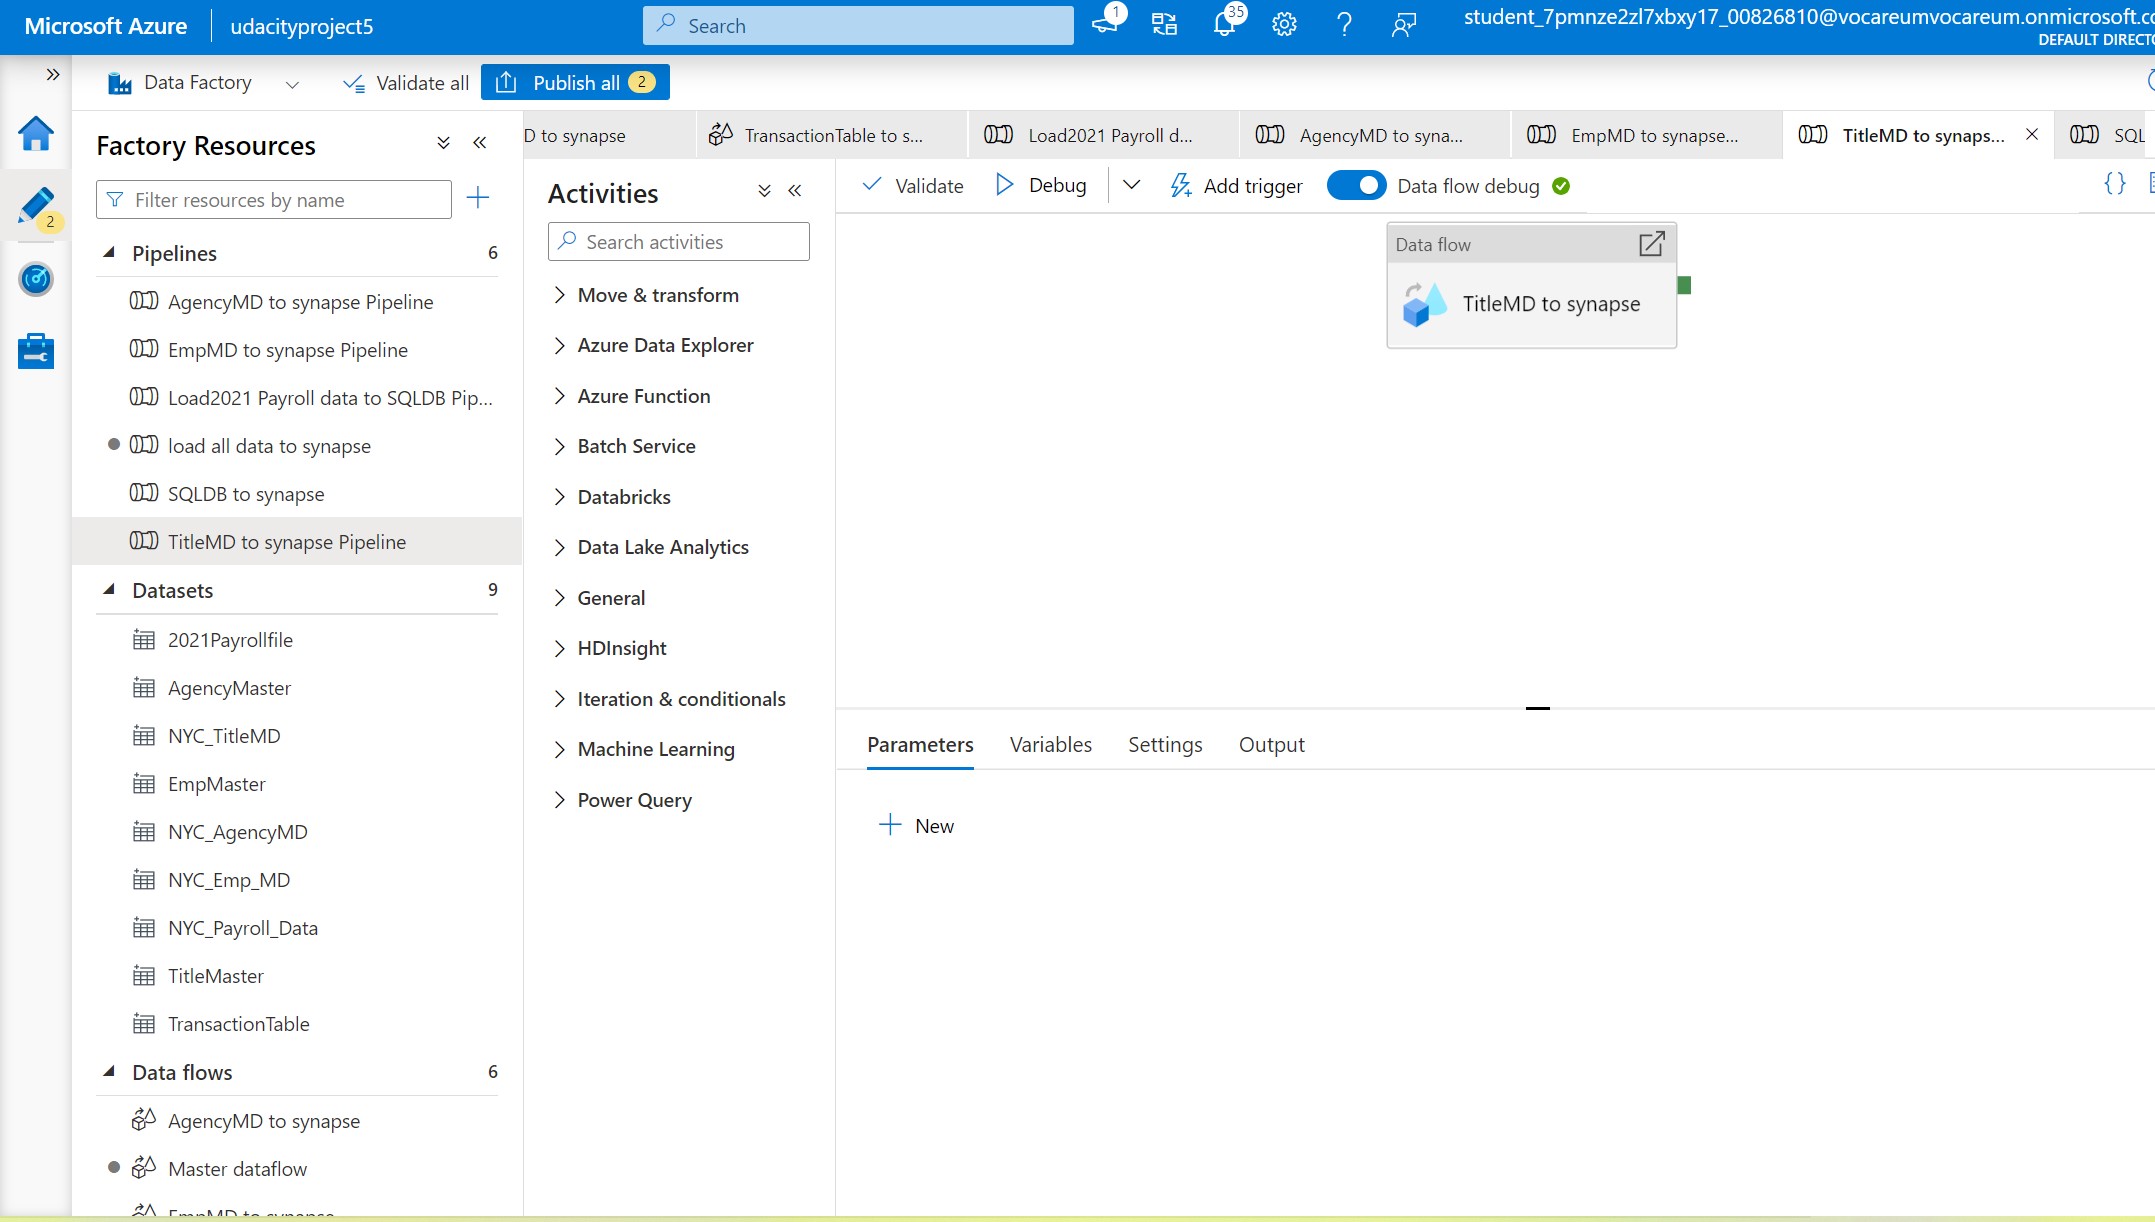 Microsoft Azure
udacityproject5
Search
1
35
student_7pmnze2zl7xbxy17_00826810@vocareumvocareum.onmicrosoft.co
DEFAULT DIRECTO
Data Factory
Validate all
Publish all 2
2
Factory Resources
Filter resources by name
Pipelines 6
AgencyMD to synapse Pipeline
EmpMD to synapse Pipeline
Load2021 Payroll data to SQLDB Pip...
load all data to synapse
SQLDB to synapse
TitleMD to synapse Pipeline
Datasets 9
2021Payrollfile
AgencyMaster
NYC_TitleMD
EmpMaster
NYC_AgencyMD
NYC_Emp_MD
NYC_Payroll_Data
TitleMaster
TransactionTable
Data flows 6
AgencyMD to synapse
Master dataflow
EmpMD to synapse
D to synapse
TransactionTable to s...
Load2021 Payroll d...
AgencyMD to syna...
EmpMD to synapse...
TitleMD to synaps...
SQL
Activities
Search activities
Move & transform
Azure Data Explorer
Azure Function
Batch Service
Databricks
Data Lake Analytics
General
HDInsight
Iteration & conditionals
Machine Learning
Power Query
Validate
Debug
Add trigger
Data flow debug
{}
Data flow
TitleMD to synapse
Parameters
Variables
Settings
Output
New